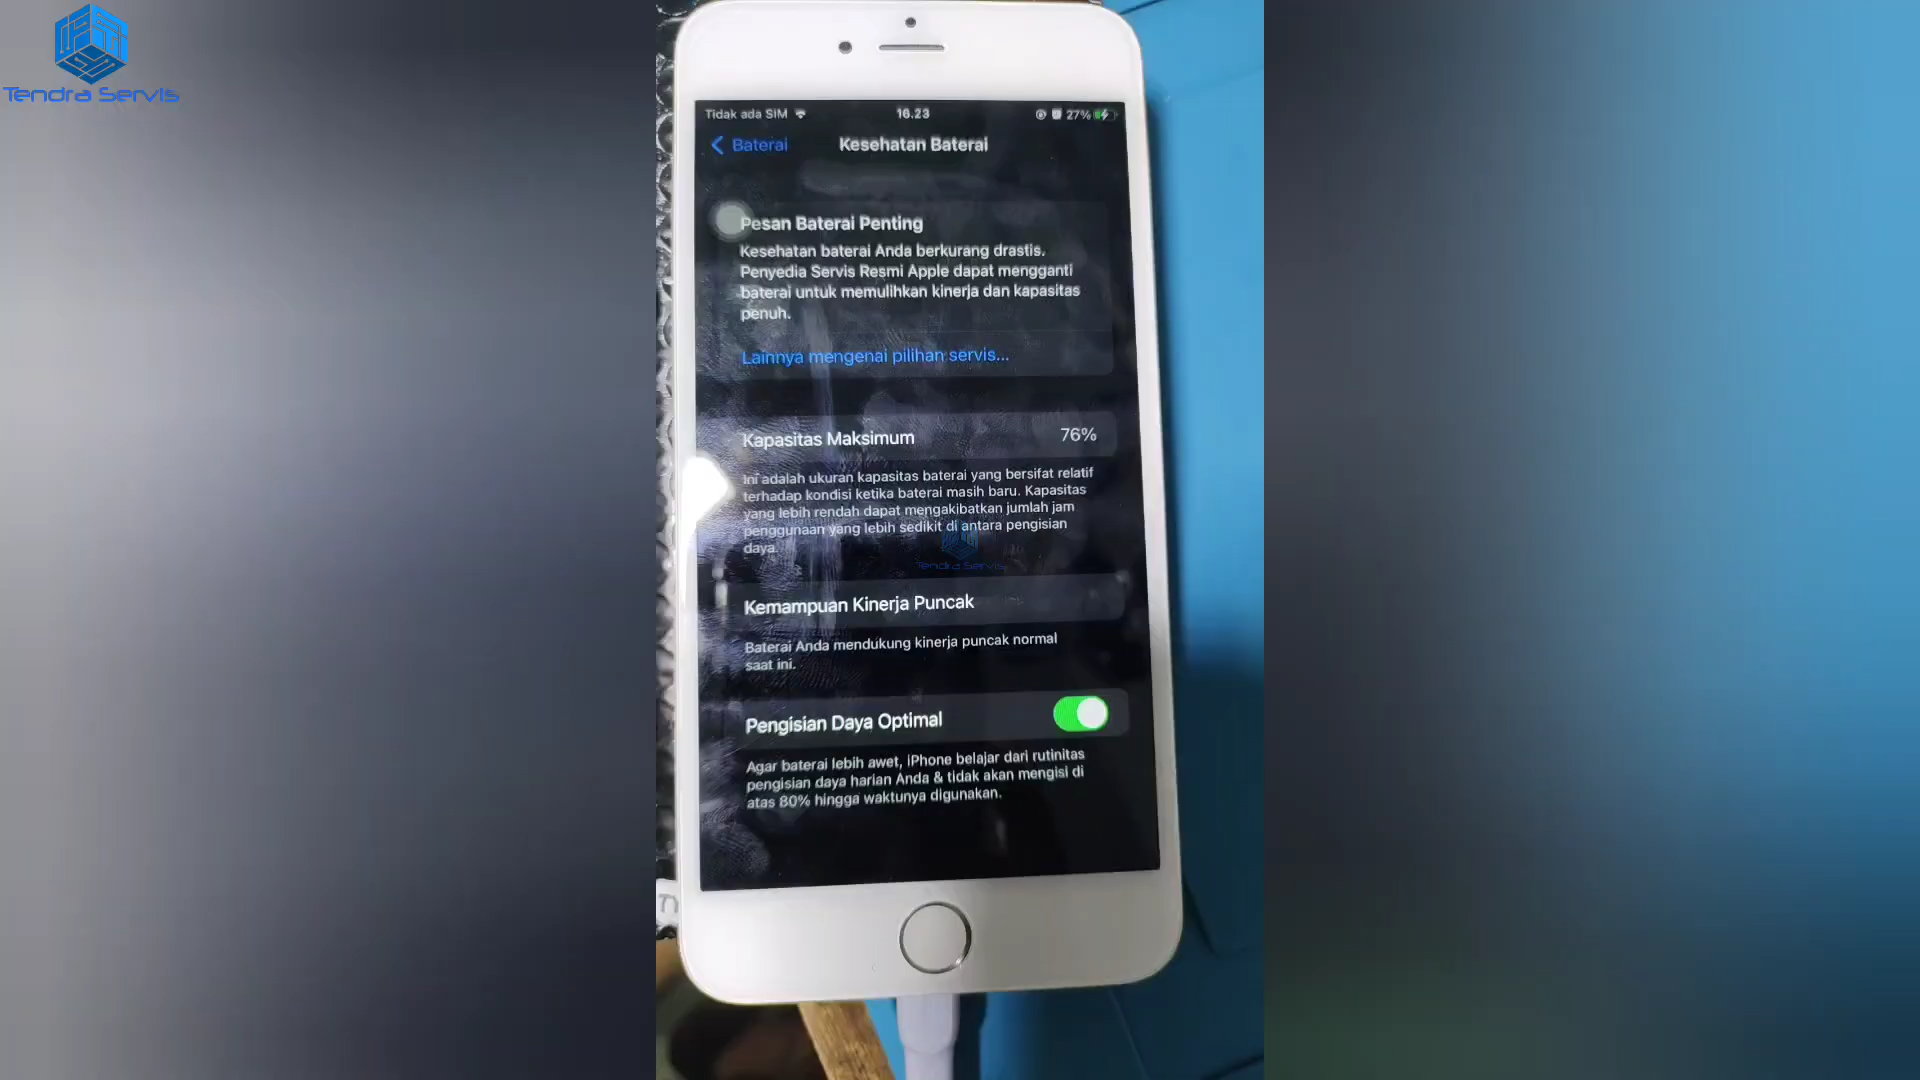 Tendra Servis
Tidak ada SIM
16.23
27%
Baterai
Kesehatan Baterai
Pesan Baterai Penting
Kesehatan baterai Anda berkurang drastis.
Penyedia Servis Resmi Apple dapat mengganti
baterai untuk memulihkan kinerja dan kapasitas
penuh.
Lainnya mengenai pilihan servis...
Kapasitas Maksimum
76%
Ini adalah ukuran kapasitas baterai yang bersifat relatif
terhadap kondisi ketika baterai masih baru. Kapasitas
yang lebih rendah dapat mengakibatkan jumlah jam
penggunaan yang lebih sedikit di antara pengisian
daya.
Tendra Servis
Kemampuan Kinerja Puncak
Baterai Anda mendukung kinerja puncak normal
saat ini.
Pengisian Daya Optimal
Agar baterai lebih awet, iPhone belajar dari rutinitas
pengisian daya harian Anda & tidak akan mengisi di
atas 80% hingga waktunya digunakan.